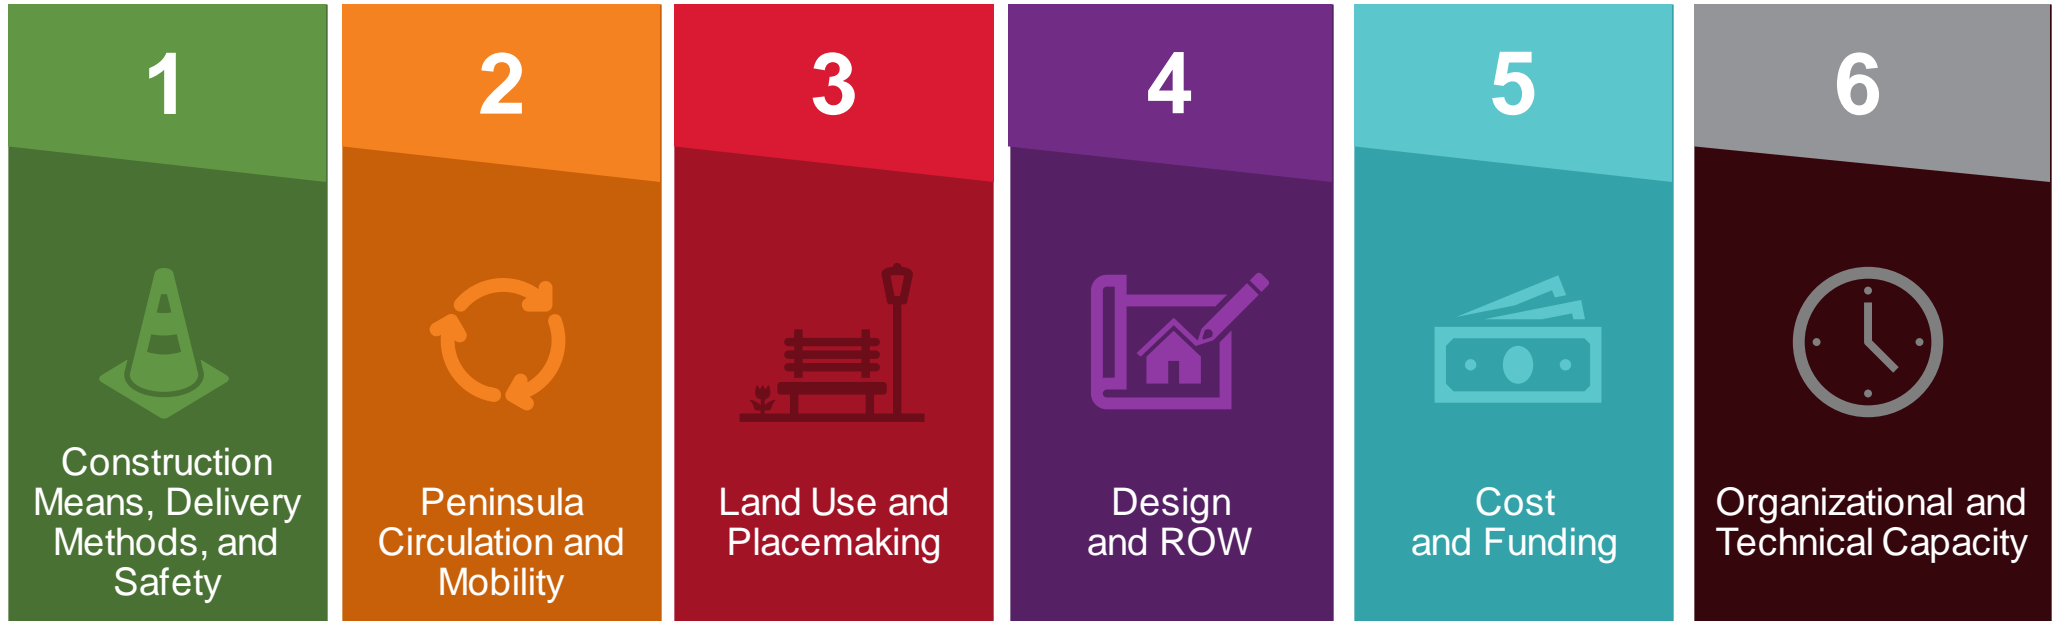 1
Construction
Means, Delivery
Methods, and
Safety
2
Peninsula
Circulation and
Mobility
3
Land Use and
Placemaking
4
Design
and ROW
5
Cost
and Funding
6
Organizational and
Technical Capacity